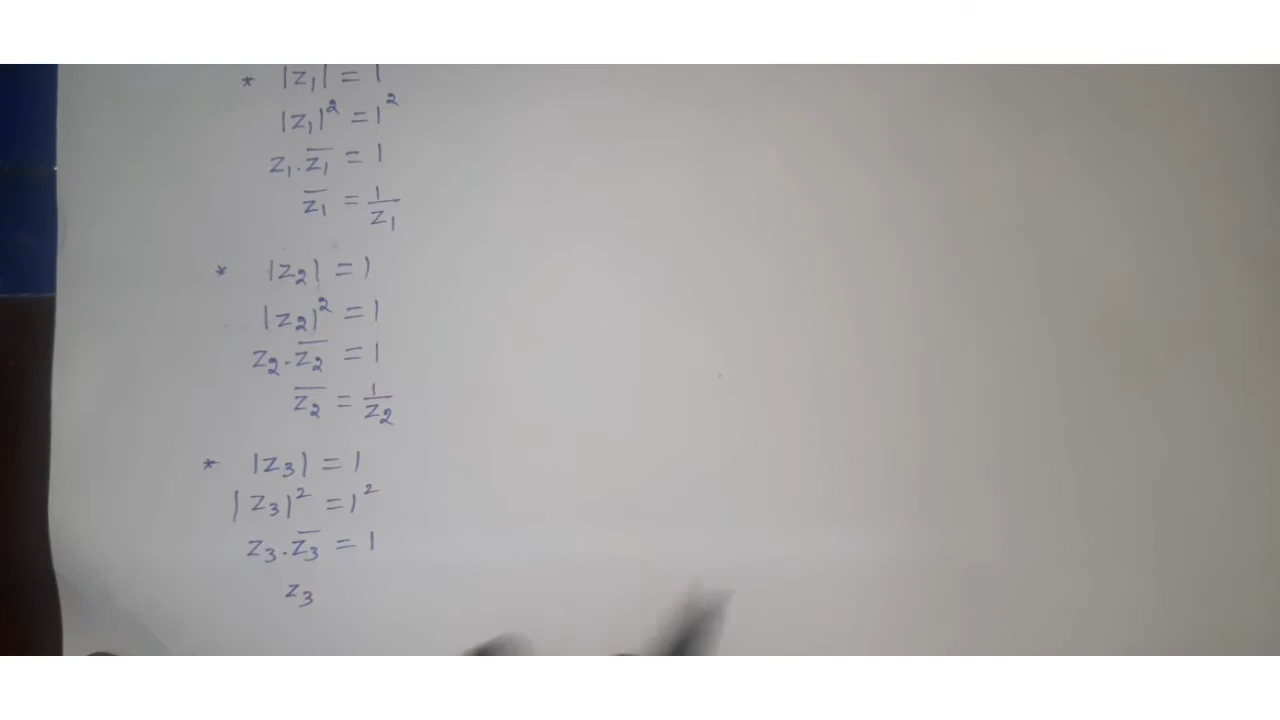 * |z₁| = 1
|z₁|² = 1²
z₁.z̅₁ = 1
z̅₁ = 1/z₁
* |z₂| = 1
|z₂|² = 1
z₂.z̅₂ = 1
z̅₂ = 1/z₂
* |z₃| = 1
|z₃|² = 1²
z₃.z̅₃ = 1
z₃